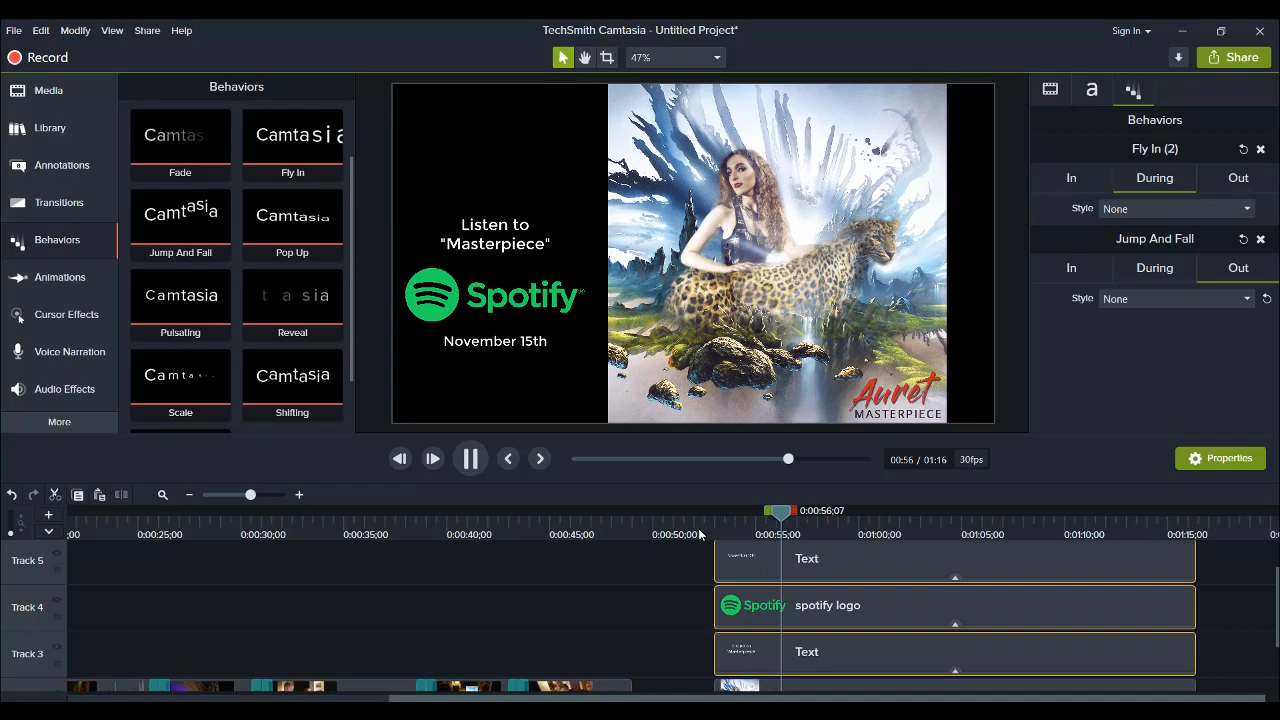 TechSmith Camtasia - Untitled Project*
File Edit Modify View Share Help
Sign In
Record
47%
Share
Media
Library
Annotations
Transitions
Behaviors
Animations
Cursor Effects
Voice Narration
Audio Effects
More
Behaviors
Camtas
Camtasia
Fade
Fly In
Camtasia
Camtasia
Jump And Fall
Pop Up
Camtasia
t a sia
Pulsating
Reveal
Camta
Camtasia
Scale
Shifting
Listen to
"Masterpiece"
Spotify
November 15th
Auret
MASTERPIECE
a
Behaviors
Fly In (2)
In During Out
Style None
Jump And Fall
In During Out
Style None
00:56 / 01:16 30fps
Properties
0:00:56;07
;00 0:00:25;00 0:00:30;00 0:00:35;00 0:00:40;00 0:00:45;00 0:00:50;00 0:00:55;00 0:01:00;00 0:01:05;00 0:01:10;00 0:01:15;00
Track 5
Text
Track 4
Spotify
spotify logo
Track 3
Text